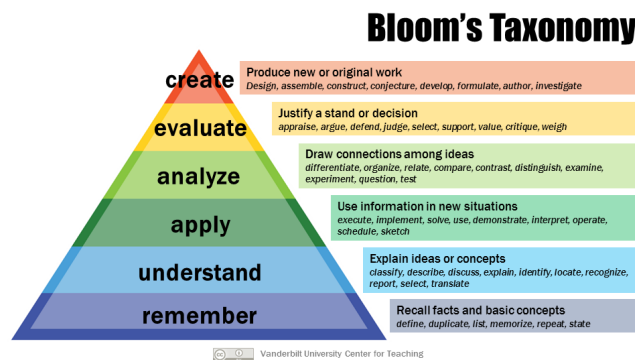 Bloom's Taxonomy
create
Produce new or original work
Design, assemble, construct, conjecture, develop, formulate, author, investigate
evaluate
Justify a stand or decision
appraise, argue, defend, judge, select, support, value, critique, weigh
analyze
Draw connections among ideas
differentiate, organize, relate, compare, contrast, distinguish, examine,
experiment, question, test
apply
Use information in new situations
execute, implement, solve, use, demonstrate, interpret, operate,
schedule, sketch
understand
Explain ideas or concepts
classify, describe, discuss, explain, identify, locate, recognize,
report, select, translate
remember
Recall facts and basic concepts
define, duplicate, list, memorize, repeat, state
cc Vanderbilt University Center for Teaching